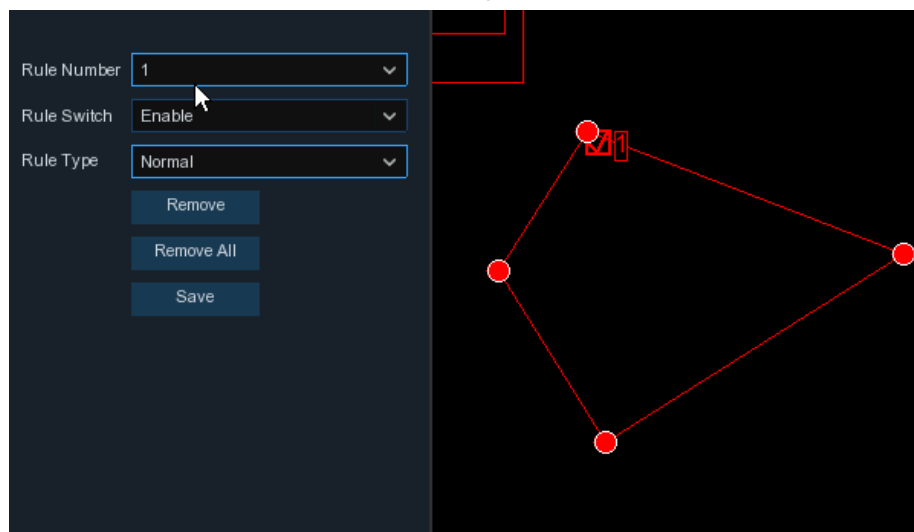 Rule Number 1
Rule Switch Enable
Rule Type Normal
Remove
Remove All
Save
1